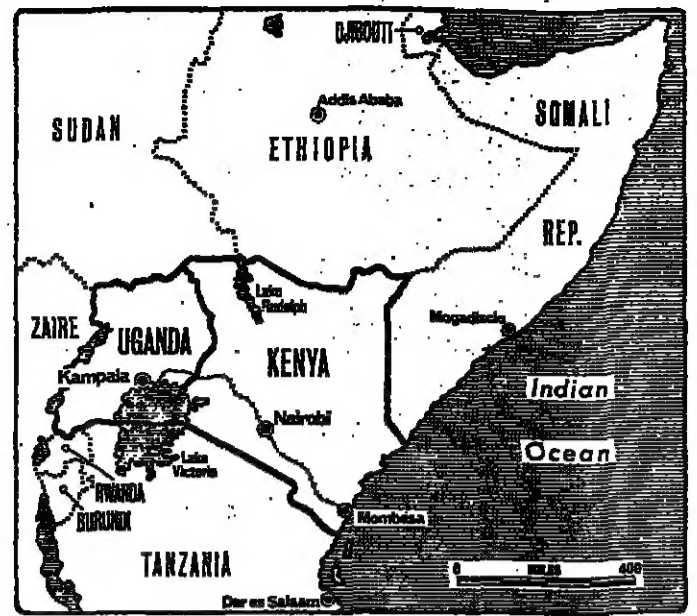 DJIBOUTI
Addis Ababa
SUDAN
ETHIOPIA
SOMALI
REP.
Lake
Rudolph
ZAIRE
UGANDA
KENYA
Mogadiscio
Kampala
Indian
Nairobi
Ocean
Lake
Victoria
RWANDA
BURUNDI
Mombasa
TANZANIA
0 MILES 400
Dar es Salaam